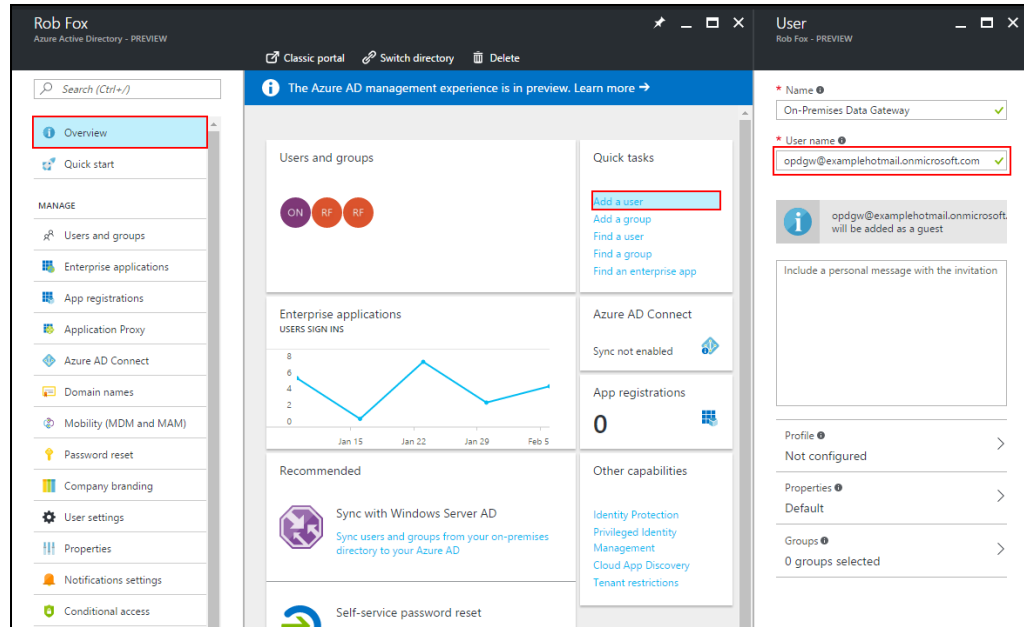 Rob Fox
Azure Active Directory - PREVIEW
Classic portal
Switch directory
Delete
Search (Ctrl+/)
Overview
Quick start
MANAGE
Users and groups
Enterprise applications
App registrations
Application Proxy
Azure AD Connect
Domain names
Mobility (MDM and MAM)
Password reset
Company branding
User settings
Properties
Notifications settings
Conditional access
The Azure AD management experience is in preview. Learn more →
Users and groups
ON
RF
RF
Quick tasks
Add a user
Add a group
Find a user
Find a group
Find an enterprise app
Enterprise applications
USERS SIGN INS
8
6
4
2
0
Jan 15
Jan 22
Jan 29
Feb 5
Azure AD Connect
Sync not enabled
App registrations
0
Recommended
Sync with Windows Server AD
Sync users and groups from your on-premises
directory to your Azure AD
Self-service password reset
Other capabilities
Identity Protection
Privileged Identity
Management
Cloud App Discovery
Tenant restrictions
User
Rob Fox - PREVIEW
* Name
On-Premises Data Gateway
* User name
opdgw@examplehotmail.onmicrosoft.com
opdgw@examplehotmail.onmicrosoft.
will be added as a guest
Include a personal message with the invitation
Profile
Not configured
Properties
Default
Groups
0 groups selected